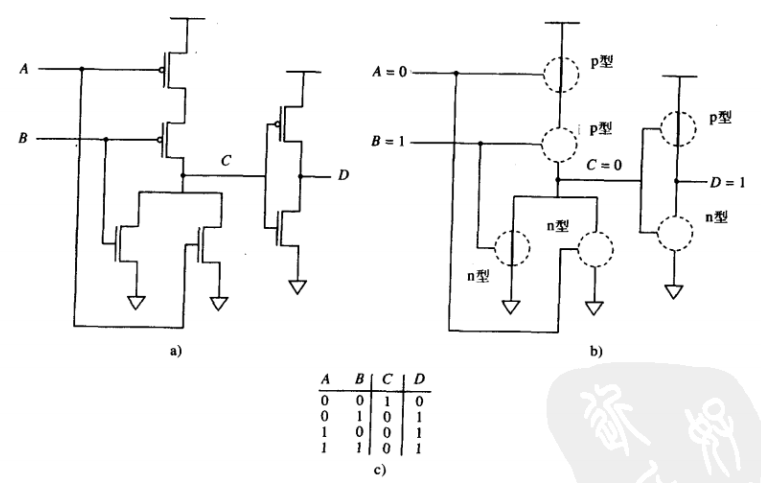 A
B
C
D
a)
A = 0
B = 1
p型
p型
p型
C = 0
D = 1
n型
n型
n型
b)
A B C D
0 0 1 0
0 1 0 1
1 0 0 1
1 1 0 1
c)